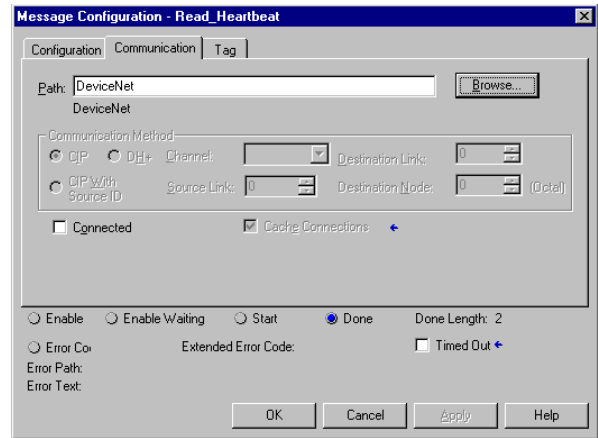 Message Configuration - Read_Heartbeat
Configuration Communication Tag
Path: DeviceNet Browse...
DeviceNet
Communication Method
CIP DH+ Channel: Destination Link: 0
CIP With Source ID Source Link: 0 Destination Node: 0 (Octal)
Connected Cache Connections
Enable Enable Waiting Start Done Done Length: 2
Error Co Extended Error Code: Timed Out
Error Path:
Error Text:
OK Cancel Apply Help